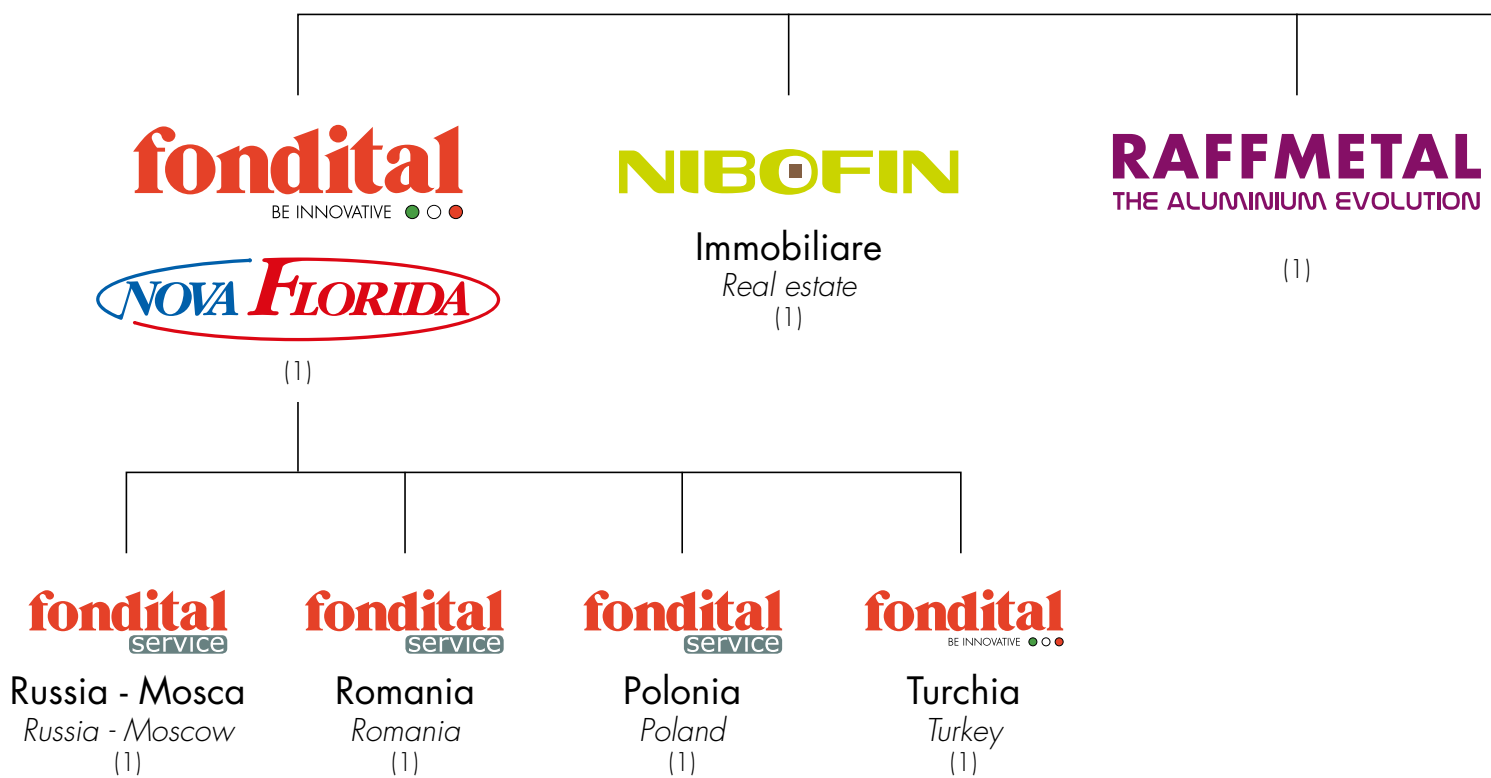 fondital
BE INNOVATIVE
NOVA FLORIDA
(1)
NIBOFIN
Immobiliare
Real estate
(1)
RAFFMETAL
THE ALUMINIUM EVOLUTION
(1)
fondital
service
Russia - Mosca
Russia - Moscow
(1)
fondital
service
Romania
Romania
(1)
fondital
service
Polonia
Poland
(1)
fondital
BE INNOVATIVE
Turchia
Turkey
(1)